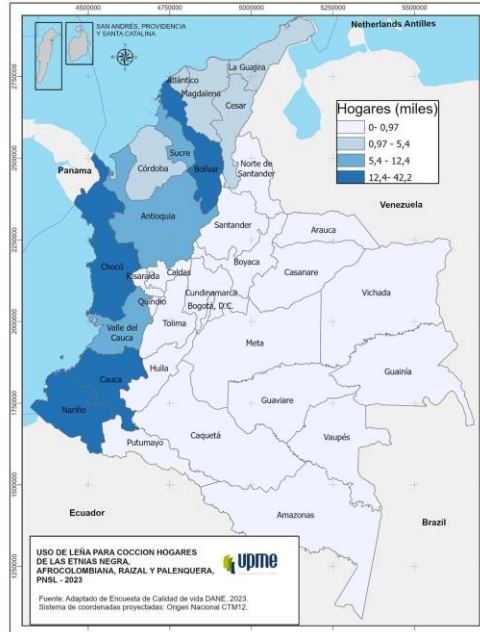 4500000 4750000 5000000 5250000 5500000
SAN ANDRÉS, PROVIDENCIA
Y SANTA CATALINA
Netherlands Antilles
La Guajira
2750000
Atlántico
Magdalena
Cesar
Hogares (miles)
0- 0,97
0,97 - 5,4
5,4 - 12,4
12,4- 42,2
Sucre
2500000
Panama
Córdoba
Bolívar
Norte de
Santander
Venezuela
Antioquia
Santander
Arauca
2250000
Chocó
Boyaca
Casanare
Risaralda
Caldas
Vichada
Cundinamarca
Quindio
Bogotá, D.C.
2000000
Valle del
Cauca
Tolima
Meta
Huila
Guainía
Cauca
Guaviare
1750000
Nariño
Vaupés
Putumayo
Caquetá
1500000
Ecuador
Amazonas
Brazil
USO DE LEÑA PARA COCCION HOGARES
DE LAS ETNIAS NEGRA,
AFROCOLOMBIANA, RAIZAL Y PALENQUERA,
PNSL - 2023
upme
1250000
Fuente: Adaptado de Encuesta de Calidad de vida DANE, 2023.
Sistema de coordenadas proyectadas: Origen Nacional CTM12.